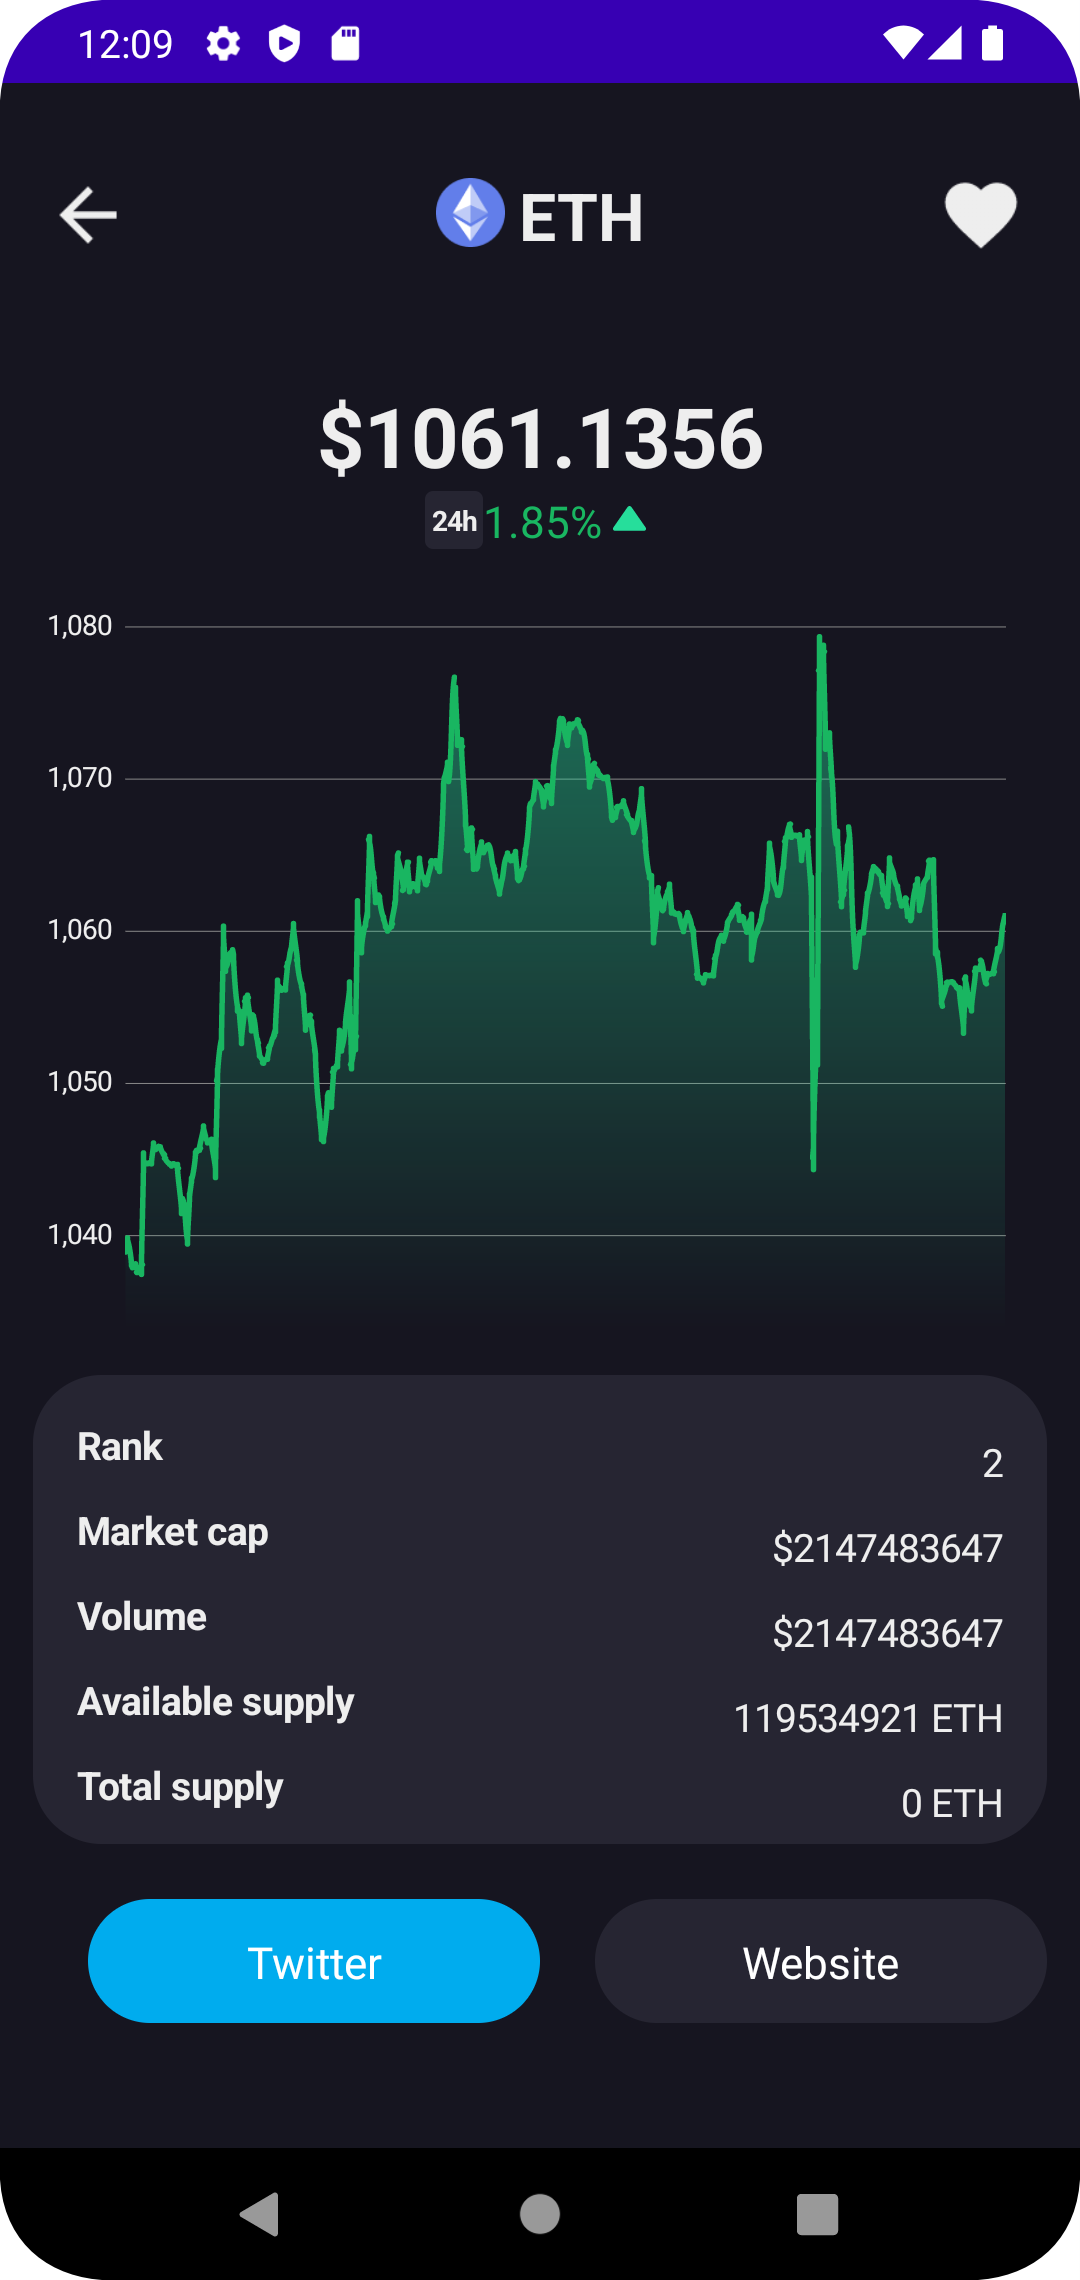 12:09
ETH
$1061.1356
24h 1.85%
1,080
1,070
1,060
1,050
1,040
Rank 2
Market cap $2147483647
Volume $2147483647
Available supply 119534921 ETH
Total supply 0 ETH
Twitter Website